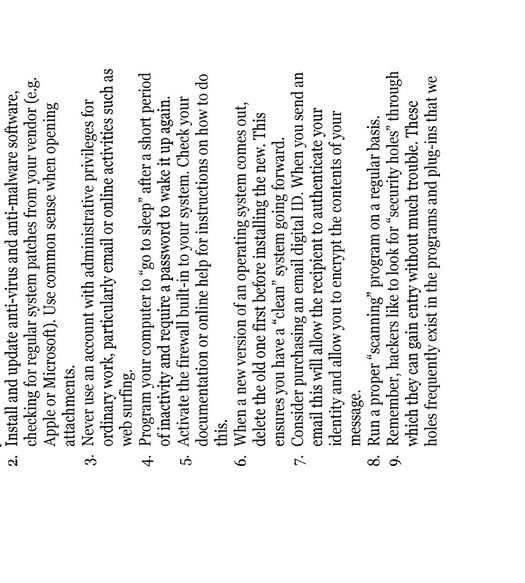 2. Install and update anti-virus and anti-malware software,
checking for regular system patches from your vendor (e.g.
Apple or Microsoft). Use common sense when opening
attachments.
3. Never use an account with administrative privileges for
ordinary work, particularly email or online activities such as
web surfing,
4. Program your computer to “go to sleep” after a short period
of inactivity and require a password to wake it up again.
5. Activate the firewall built-in to your system. Check your
documentation or online help for instructions on how to do
this.
6. When a new version of an operating system comes out,
delete the old one first before installing the new. This
ensures you have a “clean” system going forward.
7. Consider purchasing an email digital ID. When you send an
email this will allow the recipient to authenticate your
identity and allow you to encrypt the contents of your
message.
8. Run a proper “scanning” program on a regular basis.
9. Remember, hackers like to look for “security holes” through
which they can gain entry without much trouble. These
holes frequently exist in the programs and plug-ins that we